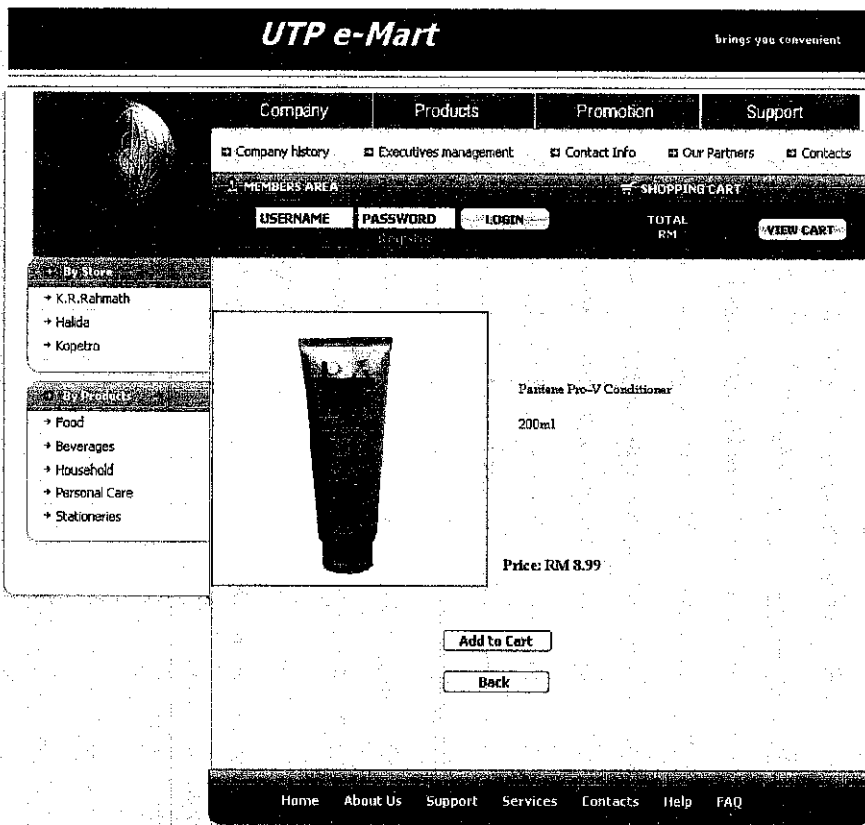 UTP e-Mart
brings you convenient
Company Products Promotion Support
Company history Executives management Contact Info Our Partners Contacts
MEMBERS AREA SHOPPING CART
USERNAME PASSWORD LOGIN TOTAL RM VIEW CART
Register
By Store
K.R.Rahmath
Halida
Kopetro
By Products
Food
Beverages
Household
Personal Care
Stationeries
Pantene Pro-V Conditioner
200ml
Price: RM 8.99
Add to Cart
Back
Home About Us Support Services Contacts Help FAQ